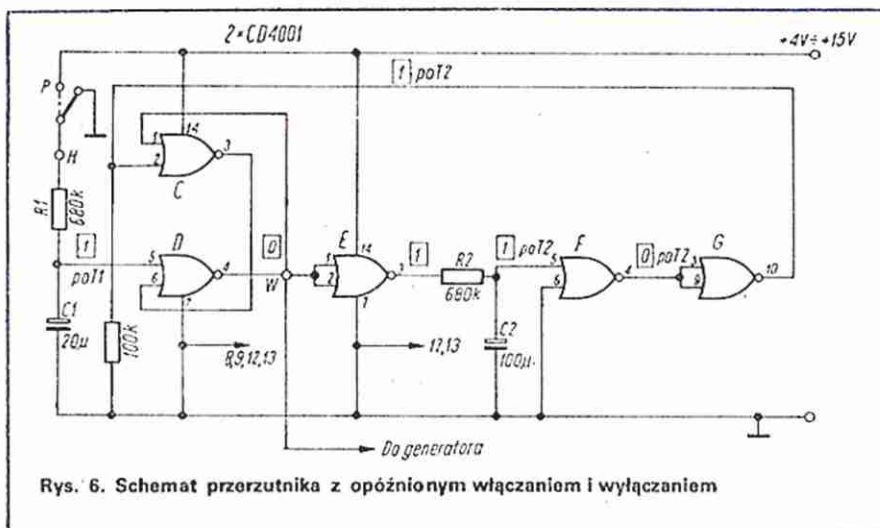 2×CD4001
+4V÷+15V
1 poT2
P
14
1
3
2
H
C
R1
680k
E
F
G
1
D
0
14
1
R2
1 poT2
0 poT2
5
4
1
5
4
10
poT1
6
W
2
680k
6
9
7
C1
20µ
100k
8,9,12,13
7
12,13
C2
100µ
Do generatora
Rys. 6. Schemat przerzutnika z opóźnionym włączaniem i wyłączaniem